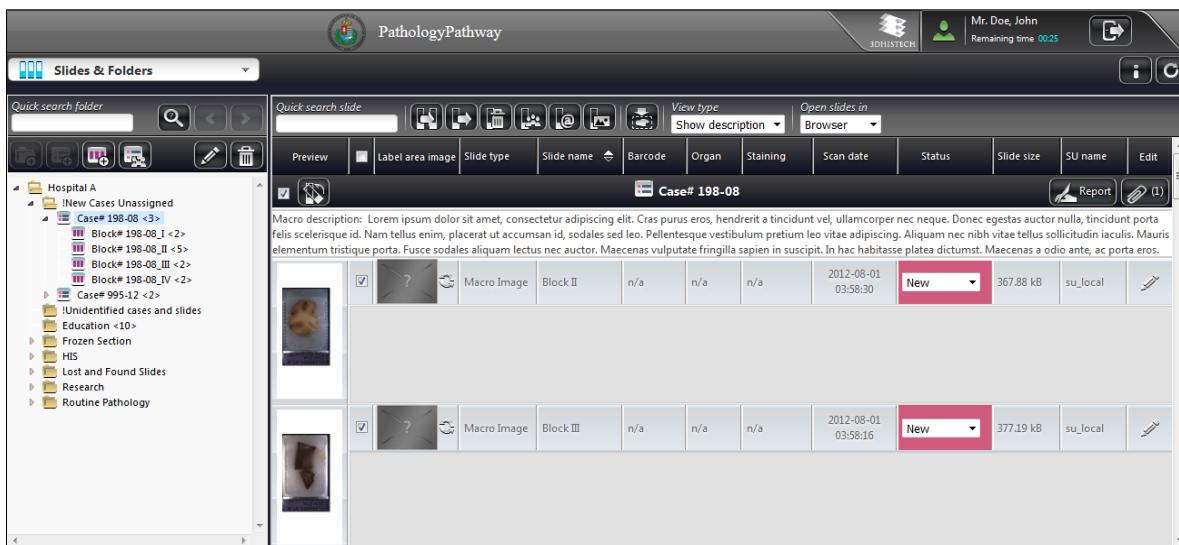 PathologyPathway
3DHISTECH
Mr. Doe, John
Remaining time 00:25
Slides & Folders
Quick search folder
Quick search slide
View type
Show description
Open slides in
Browser
Preview Label area image Slide type Slide name Barcode Organ Staining Scan date Status Slide size SU name Edit
Hospital A
!New Cases Unassigned
Case# 198-08 <3>
Block# 198-08_I <2>
Block# 198-08_II <5>
Block# 198-08_III <2>
Block# 198-08_IV <2>
Case# 995-12 <2>
!Unidentified cases and slides
Education <10>
Frozen Section
HIS
Lost and Found Slides
Research
Routine Pathology
Case# 198-08
Report
(1)
Macro description: Lorem ipsum dolor sit amet, consectetur adipiscing elit. Cras purus eros, hendrerit a tincidunt vel, ullamcorper nec neque. Donec egestas auctor nulla, tincidunt porta
felis scelerisque id. Nam tellus enim, placerat ut accumsan id, sodales sed leo. Pellentesque vestibulum pretium leo vitae adipiscing. Aliquam nec nibh vitae tellus sollicitudin iaculis. Mauris
elementum tristique porta. Fusce sodales aliquam lectus nec auctor. Maecenas vulputate fringilla sapien in suscipit. In hac habitasse platea dictumst. Maecenas a odio ante, ac porta eros.
? Macro Image Block II n/a n/a n/a 2012-08-01 New 367.88 kB su_local
03:58:30
? Macro Image Block III n/a n/a n/a 2012-08-01 New 377.19 kB su_local
03:58:16